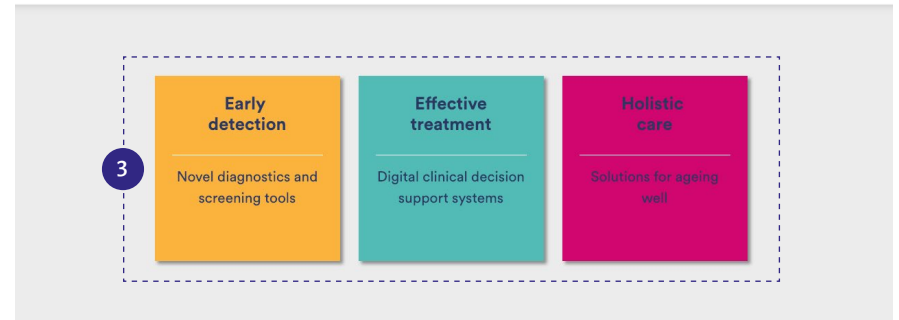 3
Early
detection
Novel diagnostics and
screening tools
Effective
treatment
Digital clinical decision
support systems
Holistic
care
Solutions for ageing
well